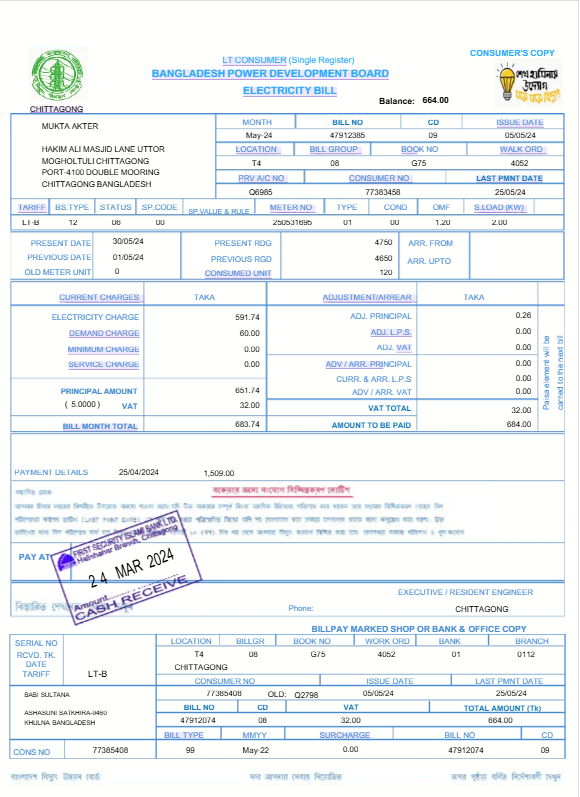 CONSUMER'S COPY
LT CONSUMER (Single Register)
BANGLADESH POWER DEVELOPMENT BOARD
ELECTRICITY BILL
শেখ হাসিনার
উদ্যোগ
Balance: 664.00
CHITTAGONG
MUKTA AKTER
HAKIM ALI MASJID LANE UTTOR
MOGHOLTULI CHITTAGONG
PORT-4100 DOUBLE MOORING
CHITTAGONG BANGLADESH
MONTH BILL NO CD ISSUE DATE
May-24 47912385 09 05/05/24
LOCATION BILL GROUP BOOK NO WALK ORD
T4 08 G75 4052
PRV A/C NO CONSUMER NO LAST PMNT DATE
Q6985 77383458 25/05/24
TARIFF BS.TYPE STATUS SP.CODE SP.VALUE & RULE METER NO TYPE COND OMF S.LOAD (KW)
LT-B 12 06 00 250531695 01 00 1.20 2.00
PRESENT DATE 30/05/24 PRESENT RDG 4750 ARR. FROM
PREVIOUS DATE 01/05/24 PREVIOUS RGD 4650 ARR. UPTO
OLD METER UNIT 0 CONSUMED UNIT 120
CURRENT CHARGES TAKA ADJUSTMENT/ARREAR TAKA
ELECTRICITY CHARGE 591.74 ADJ. PRINCIPAL 0.26
DEMAND CHARGE 60.00 ADJ. L.P.S. 0.00
MINIMUM CHARGE 0.00 ADJ. VAT 0.00
SERVICE CHARGE 0.00 ADV / ARR. PRINCIPAL 0.00
CURR. & ARR. L.P.S 0.00
PRINCIPAL AMOUNT 651.74 ADV / ARR. VAT 0.00
( 5.0000 ) VAT 32.00 VAT TOTAL 32.00
BILL MONTH TOTAL 683.74 AMOUNT TO BE PAID 684.00
Paisa element will be
carried to the next bill
PAYMENT DETAILS 25/04/2024 1,509.00
বকেয়ার জন্যে সংযোগ বিচ্ছিন্নকরণ নোটিশ
সম্মানিত গ্রাহক
PAY AT
FIRST SECURITY ISLAMI BANK LTD.
Halishahar Branch, Chittagong
24 MAR 2024
Amount
CASH RECEIVE
EXECUTIVE / RESIDENT ENGINEER
বিস্তারিত
Phone: CHITTAGONG
BILLPAY MARKED SHOP OR BANK & OFFICE COPY
SERIAL NO
RCVD. TK.
DATE
TARIFF LT-B
LOCATION BILLGR BOOK NO WORK ORD BANK BRANCH
T4 08 G75 4052 01 0112
CHITTAGONG
CONSUMER NO ISSUE DATE LAST PMNT DATE
77385408 OLD: Q2798 05/05/24 25/05/24
BABI SULTANA
ASHASUNI SATKHIRA-9460
KHULNA BANGLADESH
BILL NO CD VAT TOTAL AMOUNT (Tk)
47912074 08 32.00 664.00
BILL TYPE MMYY SURCHARGE BILL NO CD
CONS NO 77385408 99 May-22 0.00 47912074 09
বাংলাদেশ বিদ্যুৎ উন্নয়ন বোর্ড